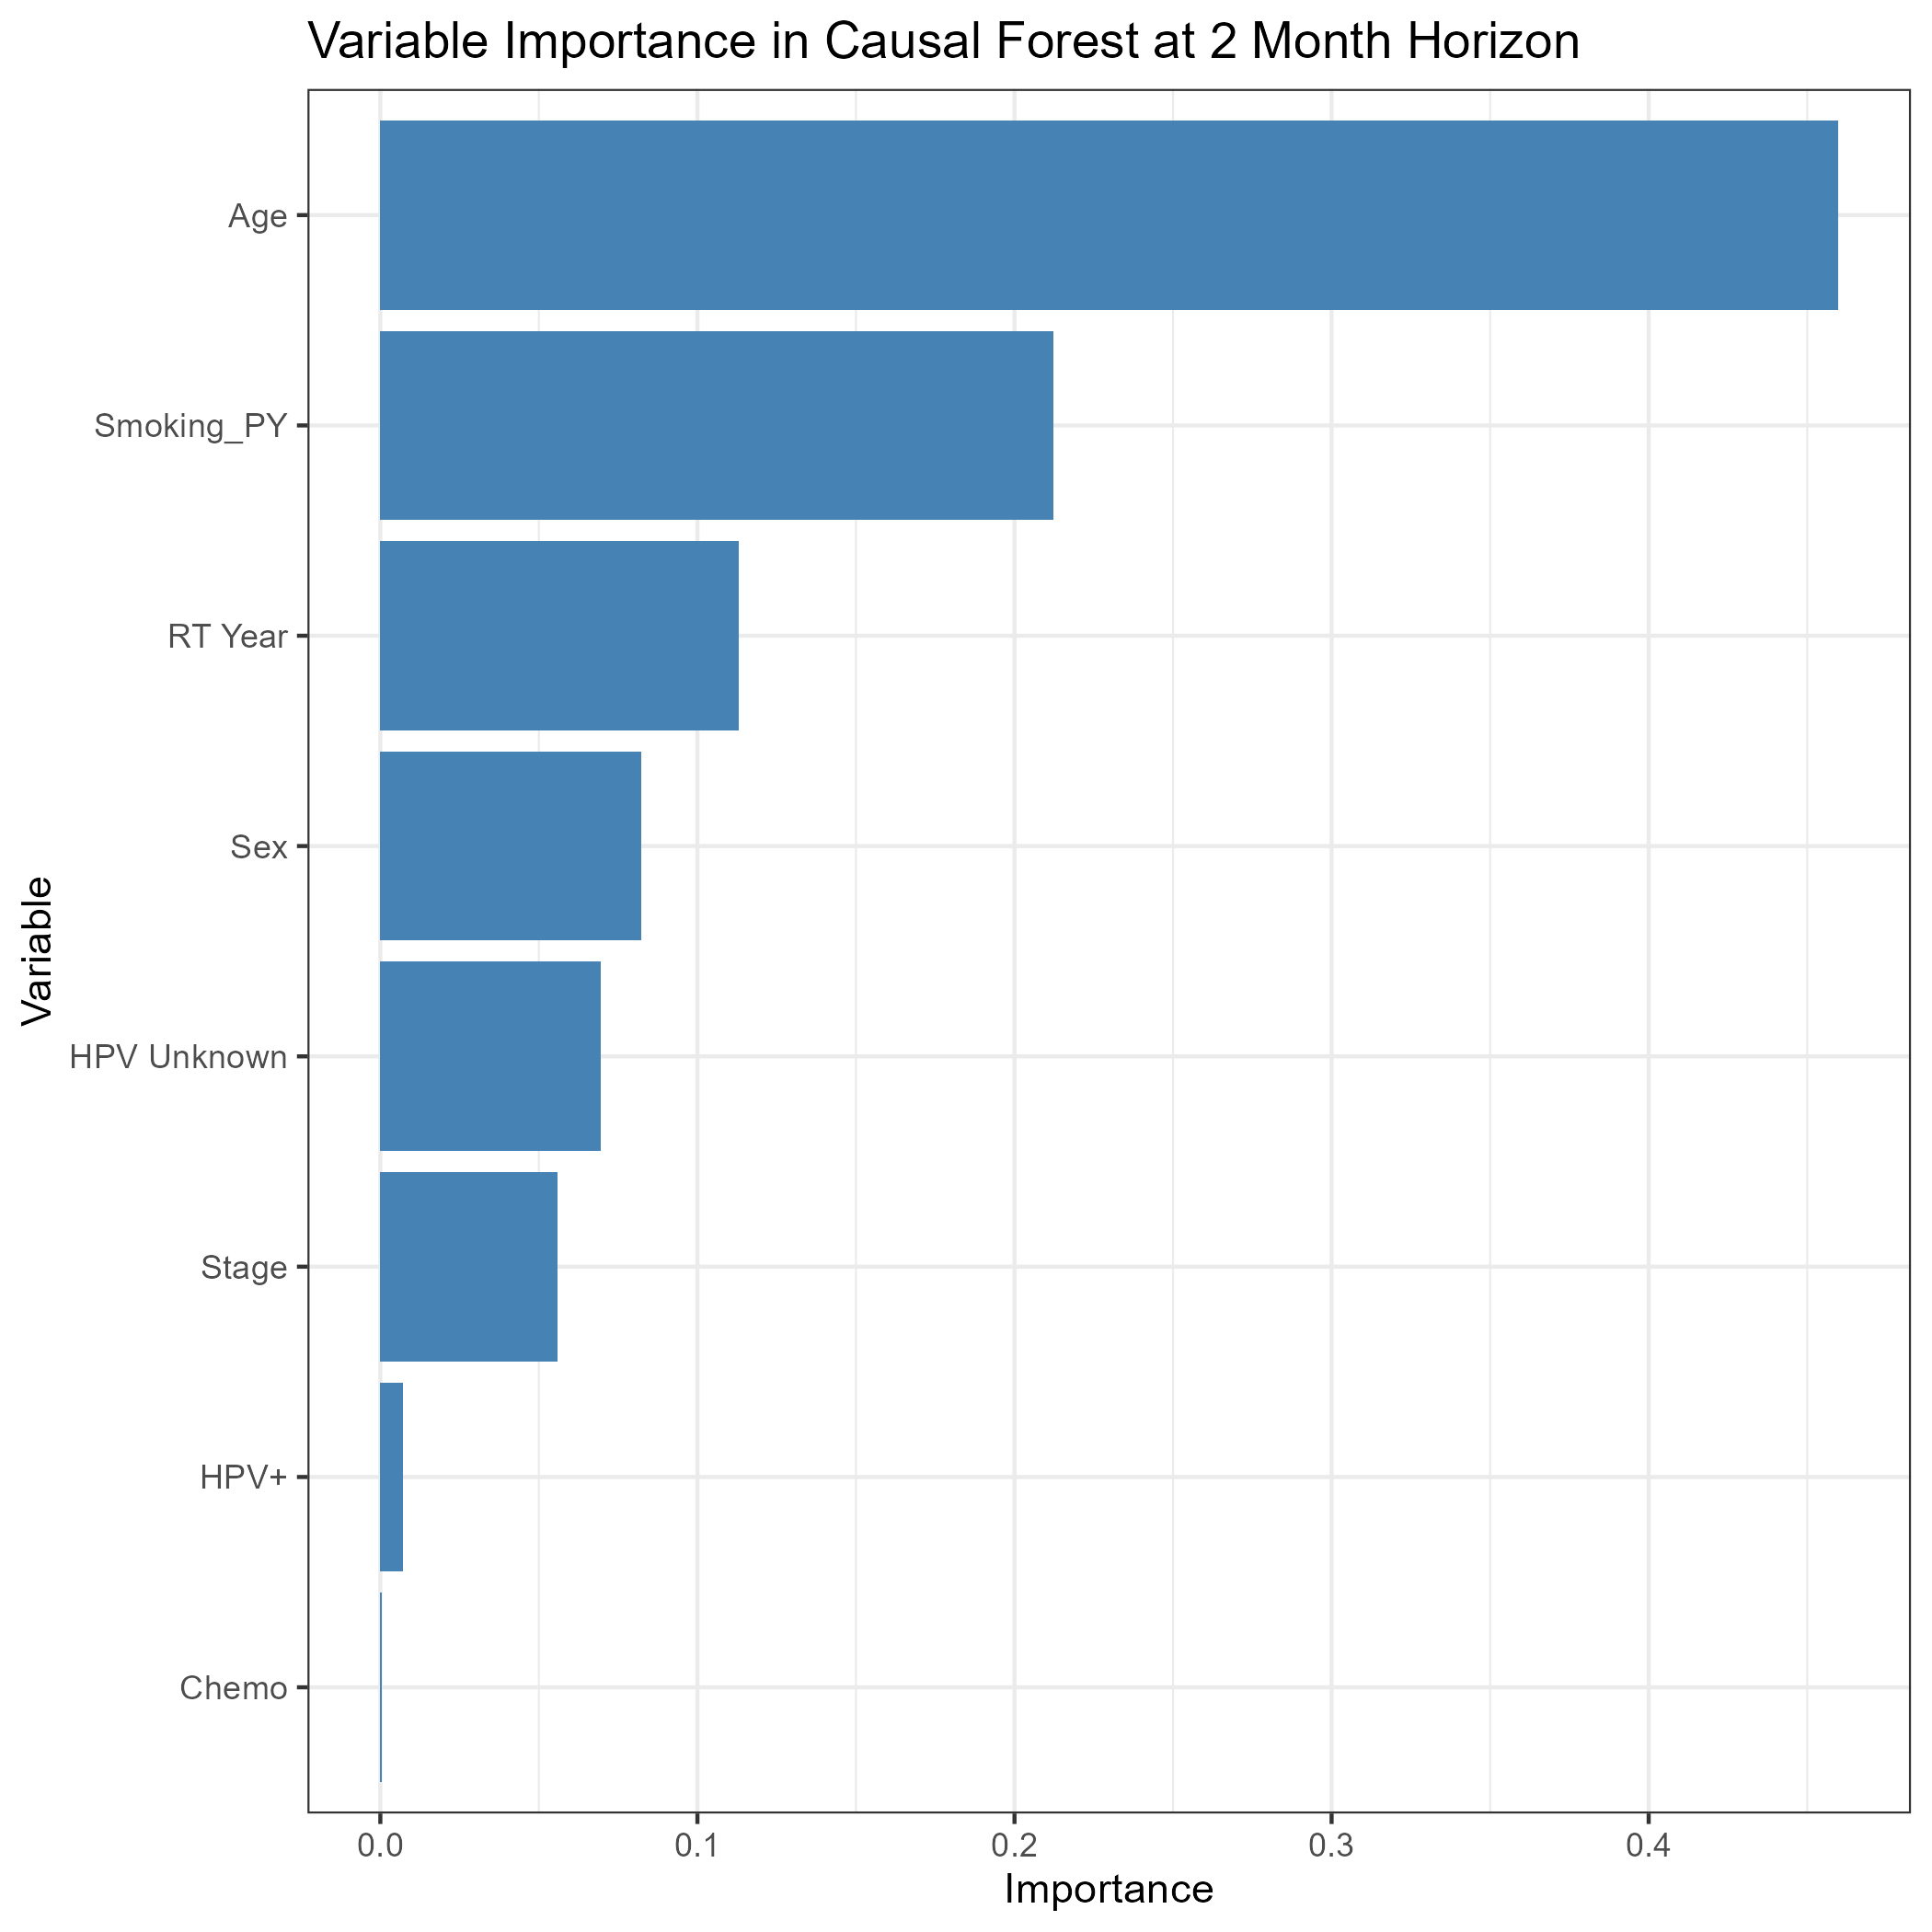 Variable Importance in Causal Forest at 2 Month Horizon
Variable
Age
Smoking_PY
RT Year
Sex
HPV Unknown
Stage
HPV+
Chemo
0.0 0.1 0.2 0.3 0.4
Importance